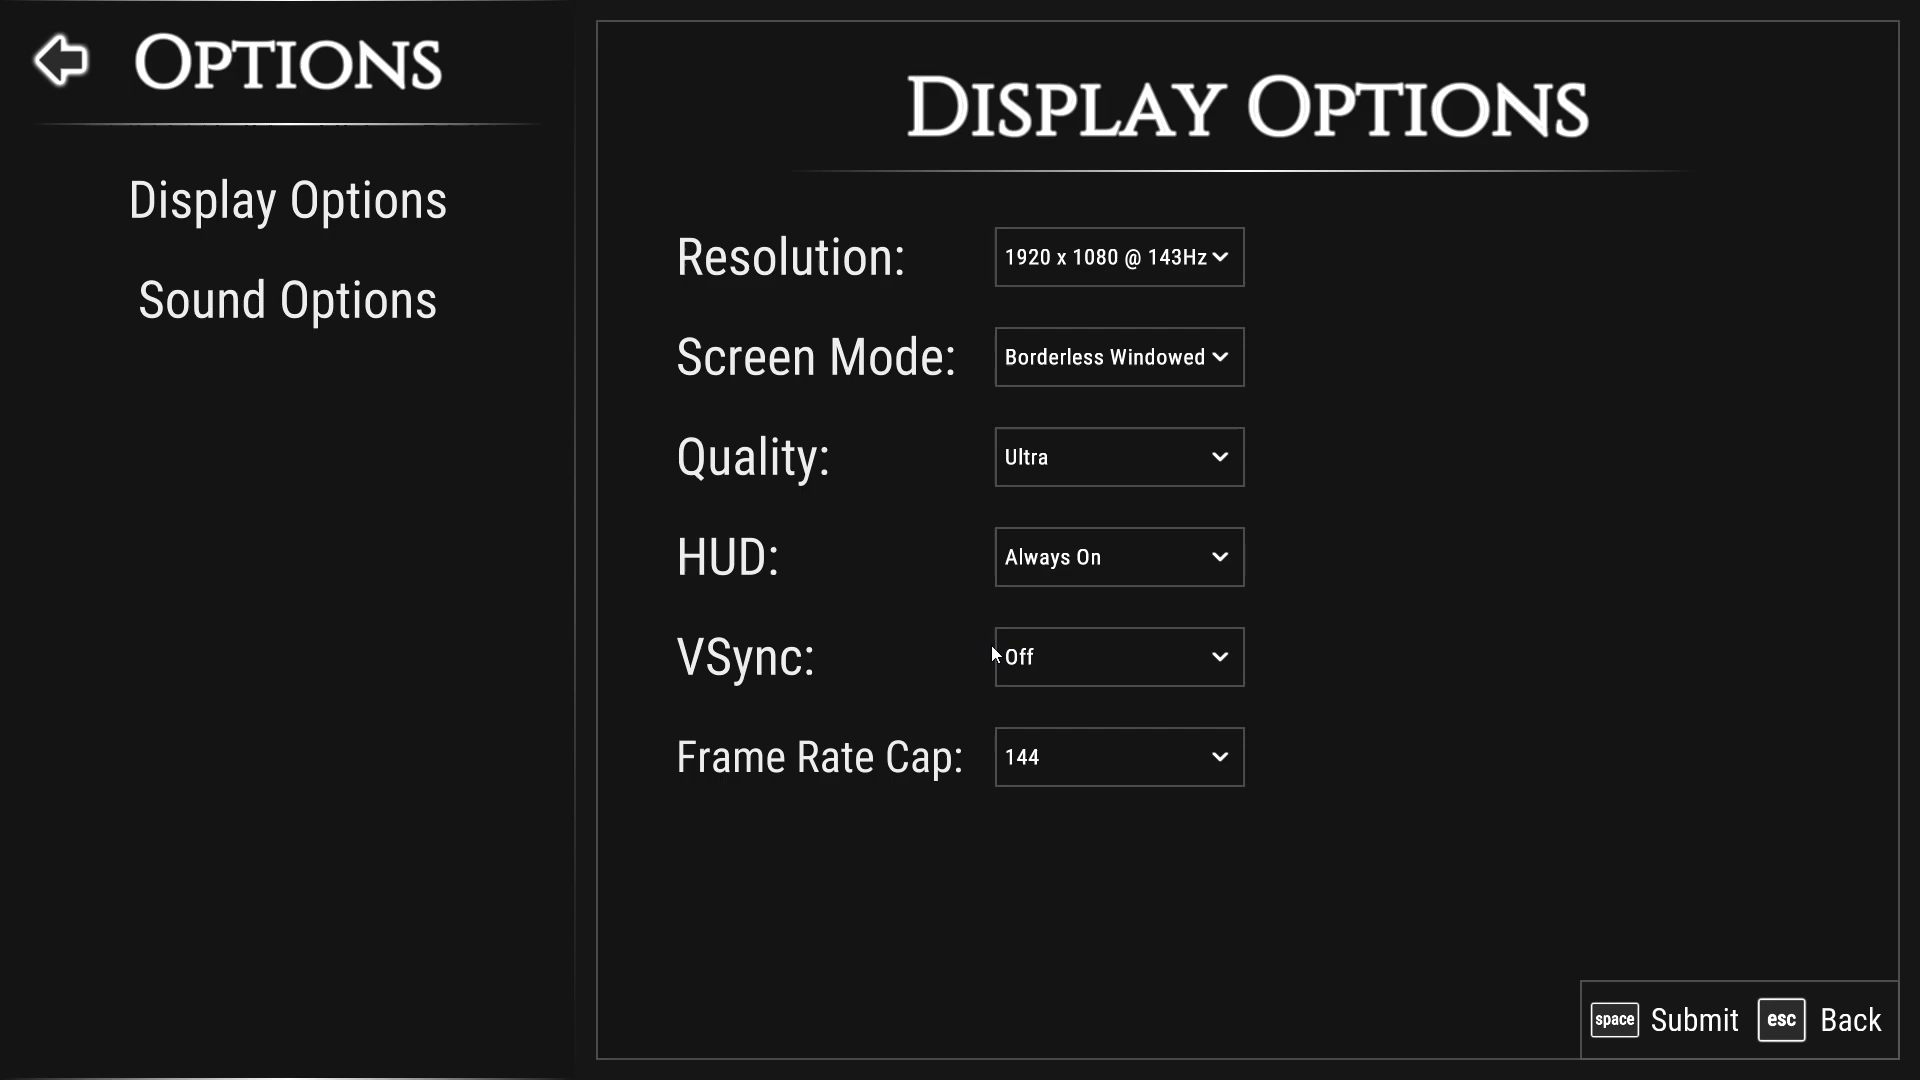 Options
Display Options
Sound Options
Display Options
Resolution: 1920 x 1080 @ 143Hz
Screen Mode: Borderless Windowed
Quality: Ultra
HUD: Always On
VSync: Off
Frame Rate Cap: 144
space Submit esc Back